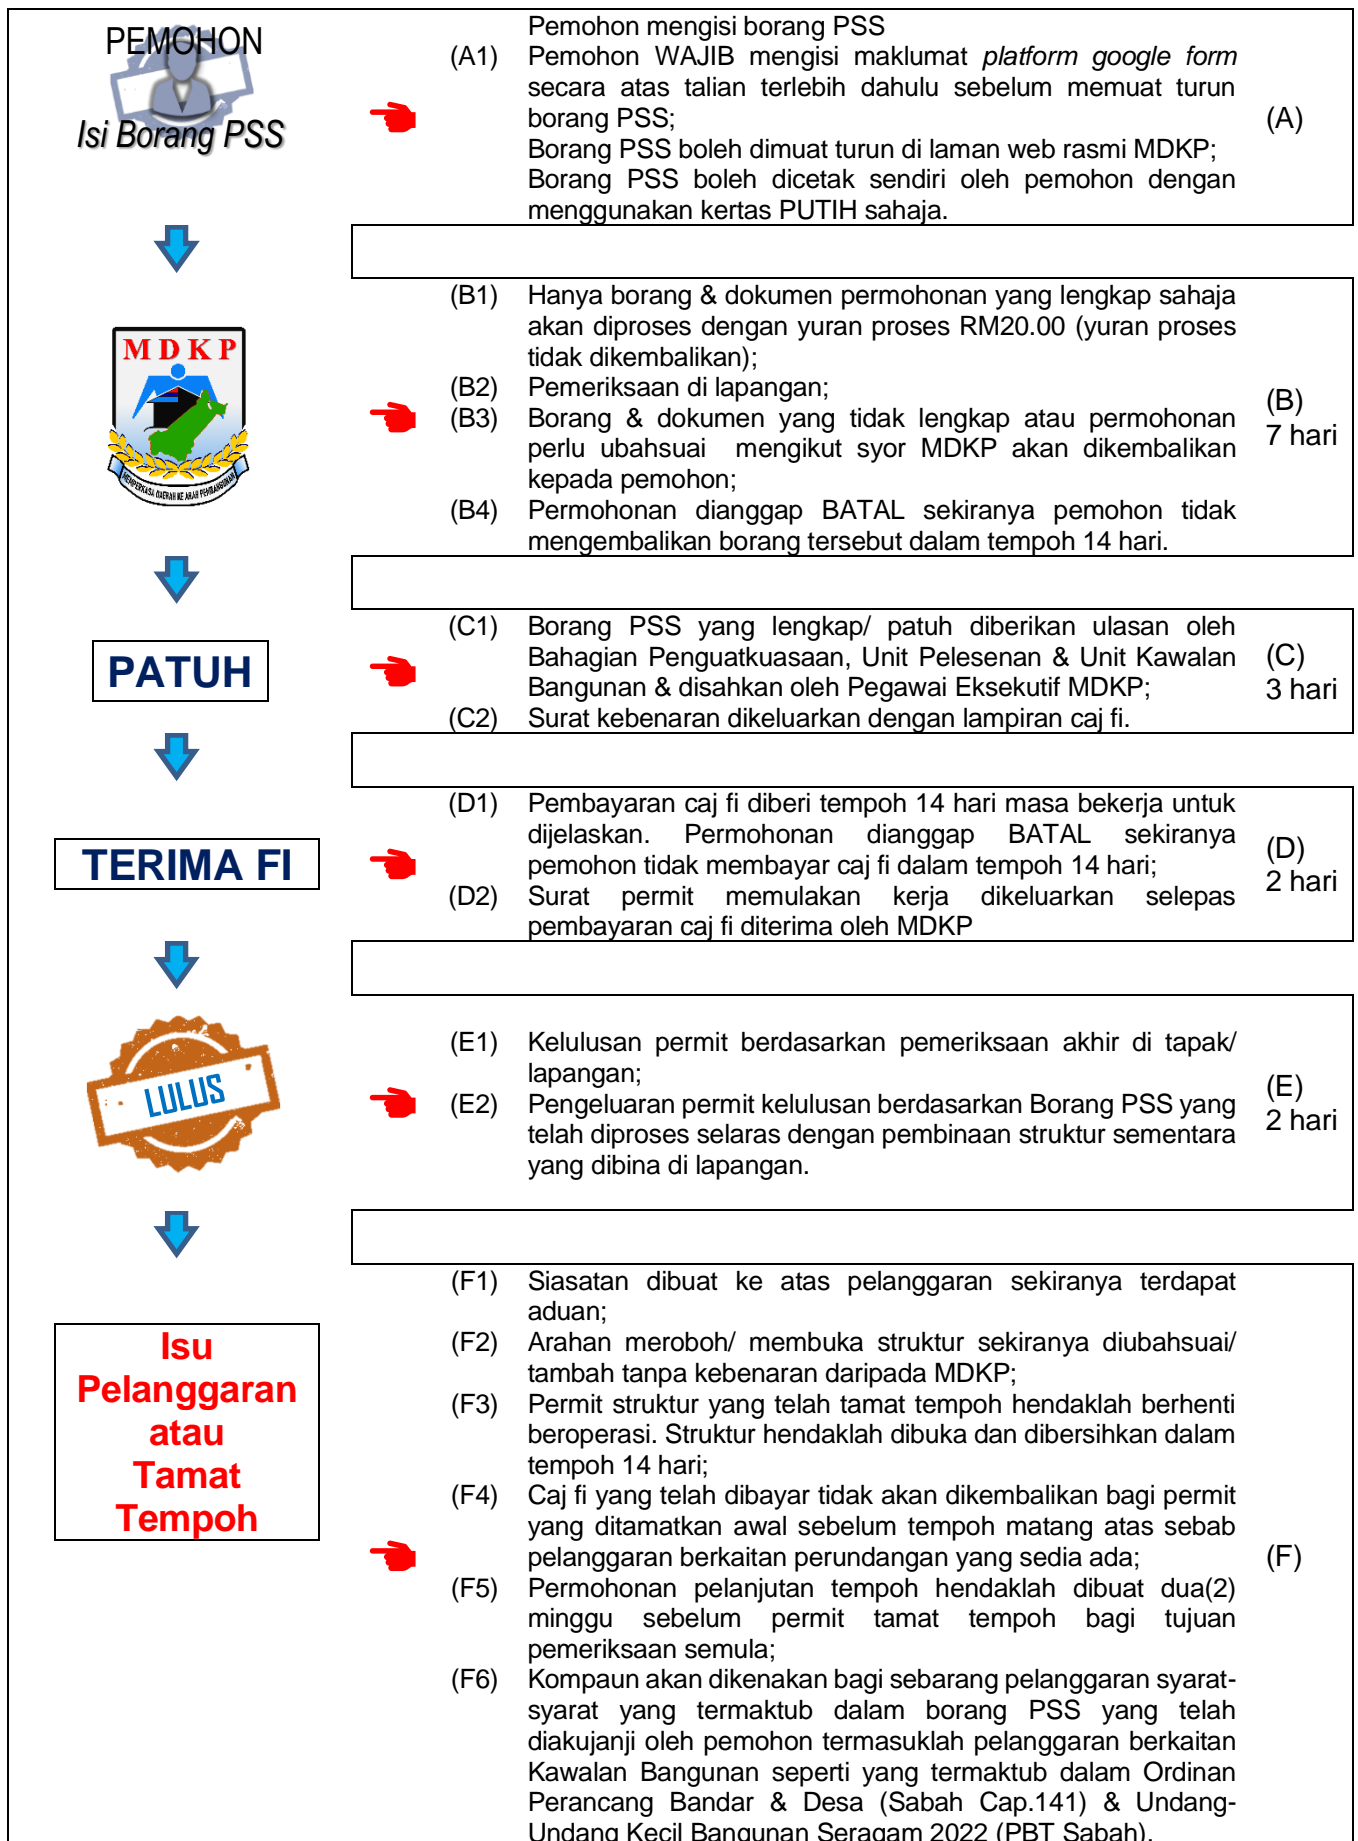 PEMOHON
Isi Borang PSS
Pemohon mengisi borang PSS
(A1) Pemohon WAJIB mengisi maklumat platform google form
secara atas talian terlebih dahulu sebelum memuat turun
borang PSS;
Borang PSS boleh dimuat turun di laman web rasmi MDKP;
Borang PSS boleh dicetak sendiri oleh pemohon dengan
menggunakan kertas PUTIH sahaja.
(A)
MDKP
MEMPERKASA DAERAH KE ARAH PEMBANGUNAN
(B1) Hanya borang & dokumen permohonan yang lengkap sahaja
akan diproses dengan yuran proses RM20.00 (yuran proses
tidak dikembalikan);
(B2) Pemeriksaan di lapangan;
(B3) Borang & dokumen yang tidak lengkap atau permohonan
perlu ubahsuai mengikut syor MDKP akan dikembalikan
kepada pemohon;
(B4) Permohonan dianggap BATAL sekiranya pemohon tidak
mengembalikan borang tersebut dalam tempoh 14 hari.
(B)
7 hari
PATUH
(C1) Borang PSS yang lengkap/ patuh diberikan ulasan oleh
Bahagian Penguatkuasaan, Unit Pelesenan & Unit Kawalan
Bangunan & disahkan oleh Pegawai Eksekutif MDKP;
(C2) Surat kebenaran dikeluarkan dengan lampiran caj fi.
(C)
3 hari
TERIMA FI
(D1) Pembayaran caj fi diberi tempoh 14 hari masa bekerja untuk
dijelaskan. Permohonan dianggap BATAL sekiranya
pemohon tidak membayar caj fi dalam tempoh 14 hari;
(D2) Surat permit memulakan kerja dikeluarkan selepas
pembayaran caj fi diterima oleh MDKP
(D)
2 hari
LULUS
(E1) Kelulusan permit berdasarkan pemeriksaan akhir di tapak/
lapangan;
(E2) Pengeluaran permit kelulusan berdasarkan Borang PSS yang
telah diproses selaras dengan pembinaan struktur sementara
yang dibina di lapangan.
(E)
2 hari
Isu
Pelanggaran
atau
Tamat
Tempoh
(F1) Siasatan dibuat ke atas pelanggaran sekiranya terdapat
aduan;
(F2) Arahan meroboh/ membuka struktur sekiranya diubahsuai/
tambah tanpa kebenaran daripada MDKP;
(F3) Permit struktur yang telah tamat tempoh hendaklah berhenti
beroperasi. Struktur hendaklah dibuka dan dibersihkan dalam
tempoh 14 hari;
(F4) Caj fi yang telah dibayar tidak akan dikembalikan bagi permit
yang ditamatkan awal sebelum tempoh matang atas sebab
pelanggaran berkaitan perundangan yang sedia ada;
(F5) Permohonan pelanjutan tempoh hendaklah dibuat dua(2)
minggu sebelum permit tamat tempoh bagi tujuan
pemeriksaan semula;
(F6) Kompaun akan dikenakan bagi sebarang pelanggaran syarat-
syarat yang termaktub dalam borang PSS yang telah
diakujanji oleh pemohon termasuklah pelanggaran berkaitan
Kawalan Bangunan seperti yang termaktub dalam Ordinan
Perancang Bandar & Desa (Sabah Cap.141) & Undang-
Undang Kecil Bangunan Seragam 2022 (PBT Sabah).
(F)